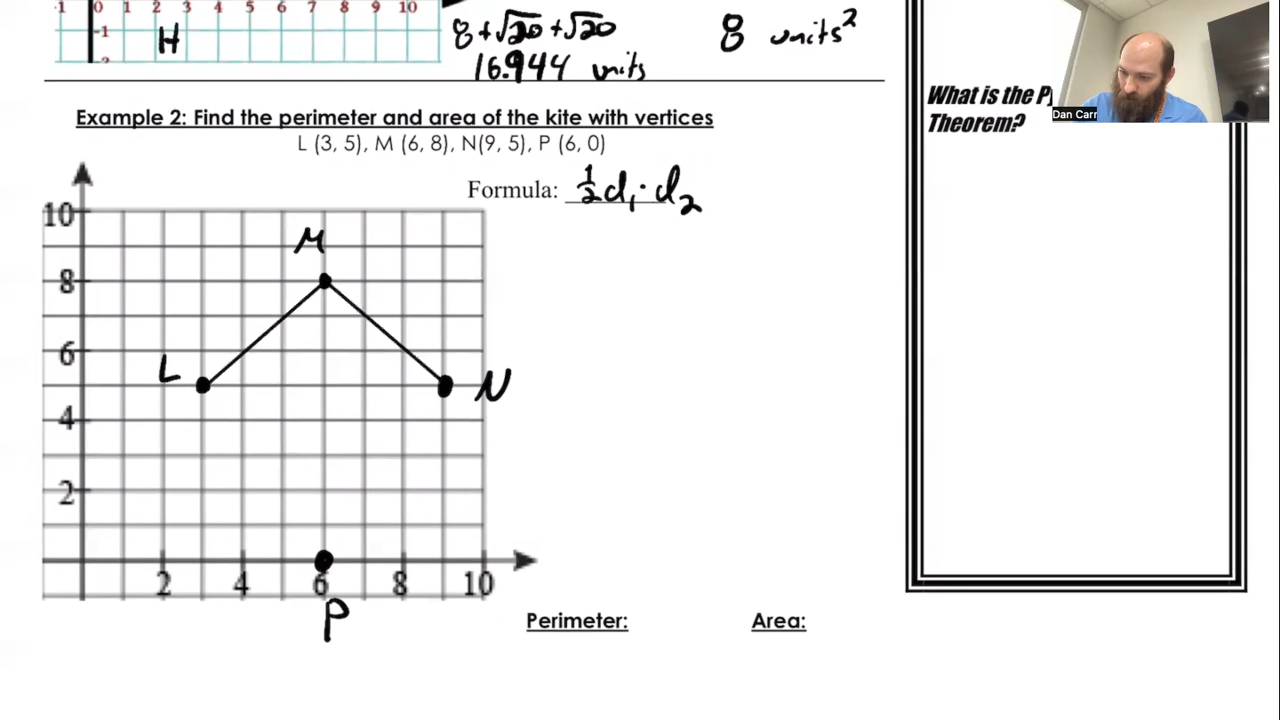 -1 0 1 2 3 4 5 6 7 8 9 10
-1
H
8 + √20 + √20
16.944 units
8 units²
Example 2: Find the perimeter and area of the kite with vertices
L (3, 5), M (6, 8), N(9, 5), P (6, 0)
Formula: ½d₁·d₂
10
8
6
4
2
M
L
N
2 4 6 8 10
P
Perimeter:
Area:
What is the P
Theorem?
Dan Carr